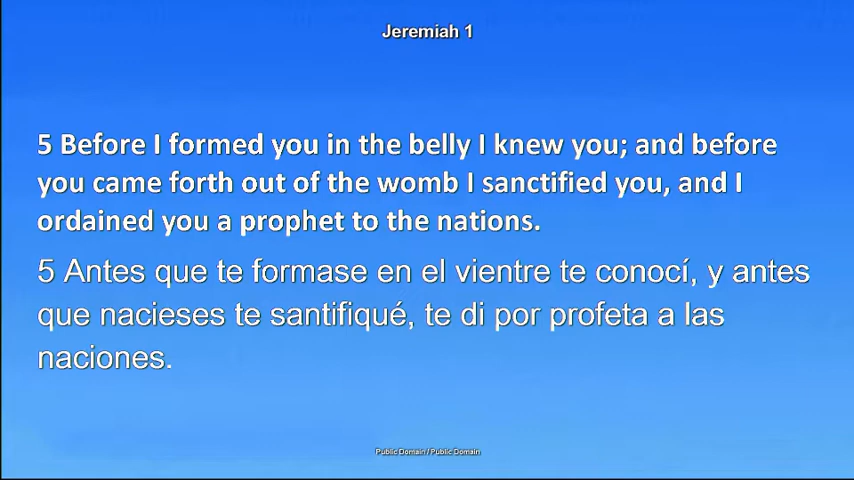 Jeremiah 1
5 Before I formed you in the belly I knew you; and before
you came forth out of the womb I sanctified you, and I
ordained you a prophet to the nations.
5 Antes que te formase en el vientre te conocí, y antes
que nacieses te santifiqué, te di por profeta a las
naciones.
Public Domain / Public Domain